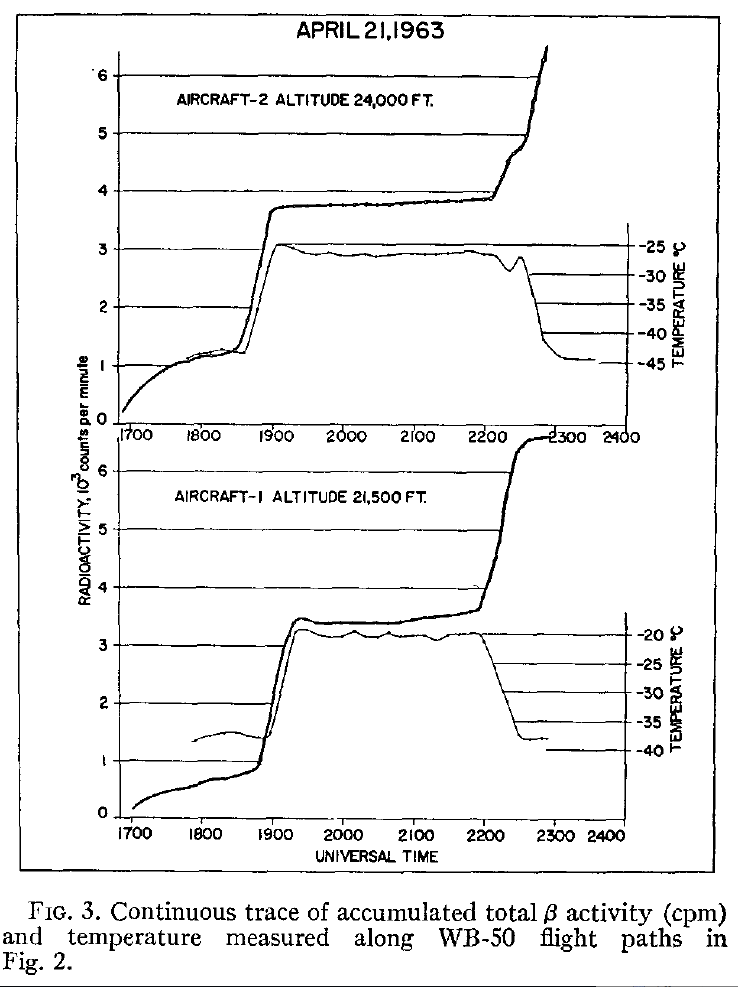 APRIL 21, 1963
AIRCRAFT-2 ALTITUDE 24,000 FT.
6
5
4
3
2
1
0
-25 °C
-30
-35
-40
-45
TEMPERATURE
1700 1800 1900 2000 2100 2200 2300 2400
RADIOACTIVITY, 10³ counts per minute
AIRCRAFT-1 ALTITUDE 21,500 FT.
6
5
4
3
2
1
0
-20 °C
-25
-30
-35
-40
TEMPERATURE
1700 1800 1900 2000 2100 2200 2300 2400
UNIVERSAL TIME
FIG. 3. Continuous trace of accumulated total β activity (cpm)
and temperature measured along WB-50 flight paths in
Fig. 2.